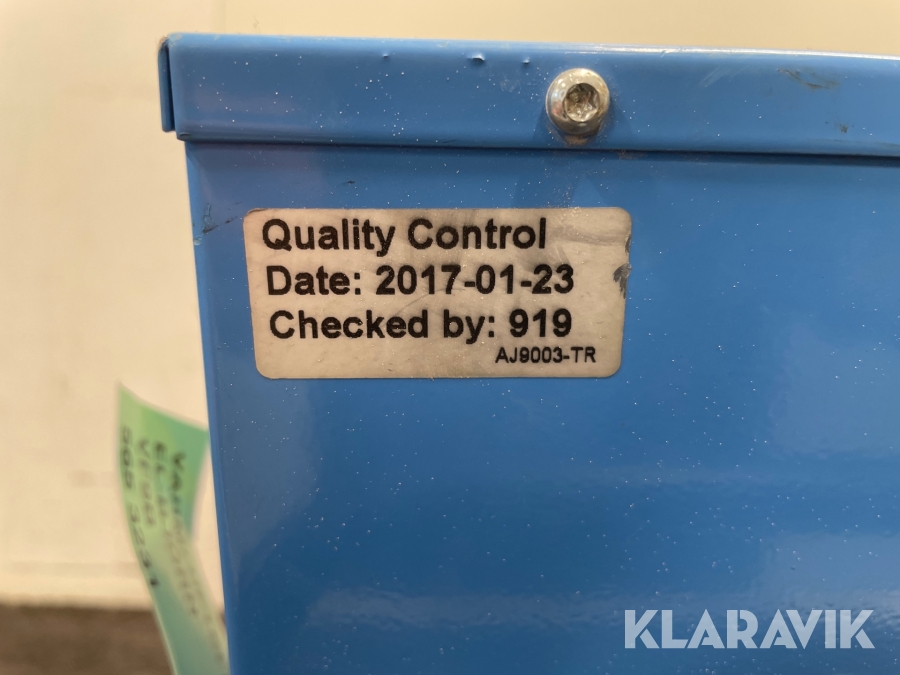 Quality Control
Date: 2017-01-23
Checked by: 919
AJ9003-TR
KLARAVIK